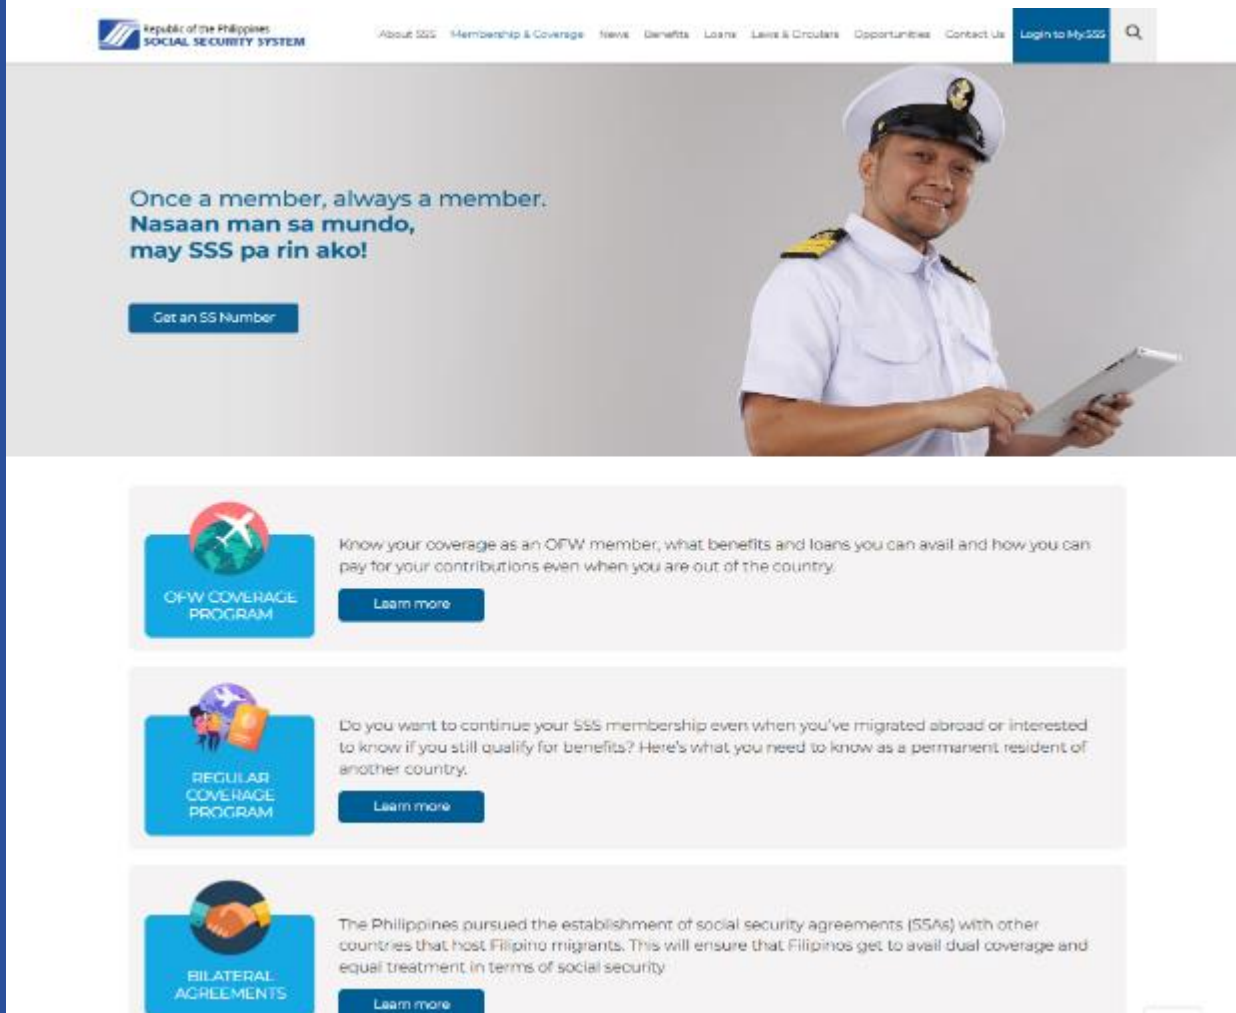 Republic of the Philippines
SOCIAL SECURITY SYSTEM
About SSS Membership & Coverage News Benefits Loans Laws & Circulars Opportunities Contact Us Login to My.SSS
Once a member, always a member.
Nasaan man sa mundo,
may SSS pa rin ako!
Get an SS Number
OFW COVERAGE
PROGRAM
Know your coverage as an OFW member, what benefits and loans you can avail and how you can
pay for your contributions even when you are out of the country.
Learn more
REGULAR
COVERAGE
PROGRAM
Do you want to continue your SSS membership even when you've migrated abroad or interested
to know if you still qualify for benefits? Here's what you need to know as a permanent resident of
another country.
Learn more
BILATERAL
AGREEMENTS
The Philippines pursued the establishment of social security agreements (SSAs) with other
countries that host Filipino migrants. This will ensure that Filipinos get to avail dual coverage and
equal treatment in terms of social security
Learn more